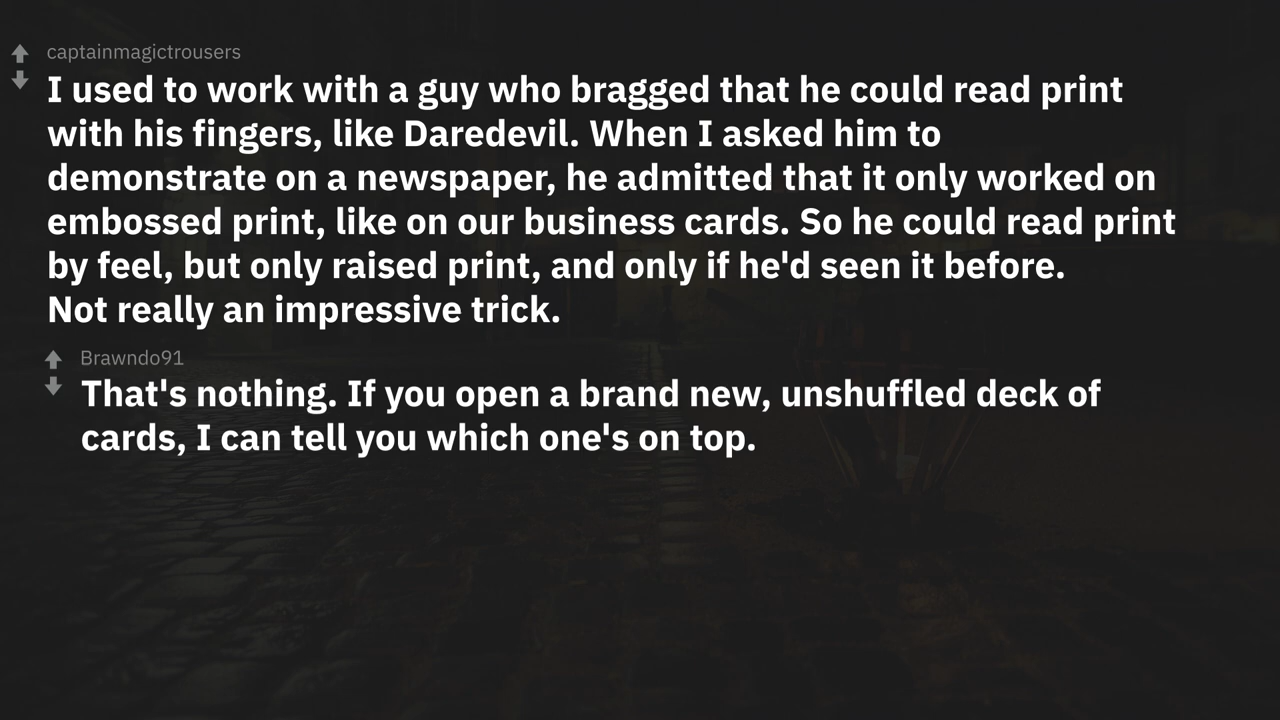 captainmagictrousers
I used to work with a guy who bragged that he could read print
with his fingers, like Daredevil. When I asked him to
demonstrate on a newspaper, he admitted that it only worked on
embossed print, like on our business cards. So he could read print
by feel, but only raised print, and only if he'd seen it before.
Not really an impressive trick.
Brawndo91
That's nothing. If you open a brand new, unshuffled deck of
cards, I can tell you which one's on top.